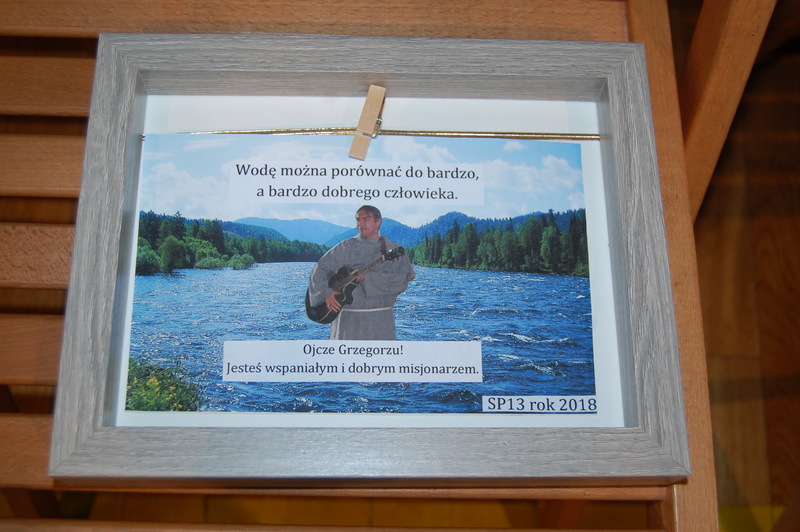 Wodę można porównać do bardzo,
a bardzo dobrego człowieka.
Ojcze Grzegorzu!
Jesteś wspaniałym i dobrym misjonarzem.
SP13 rok 2018